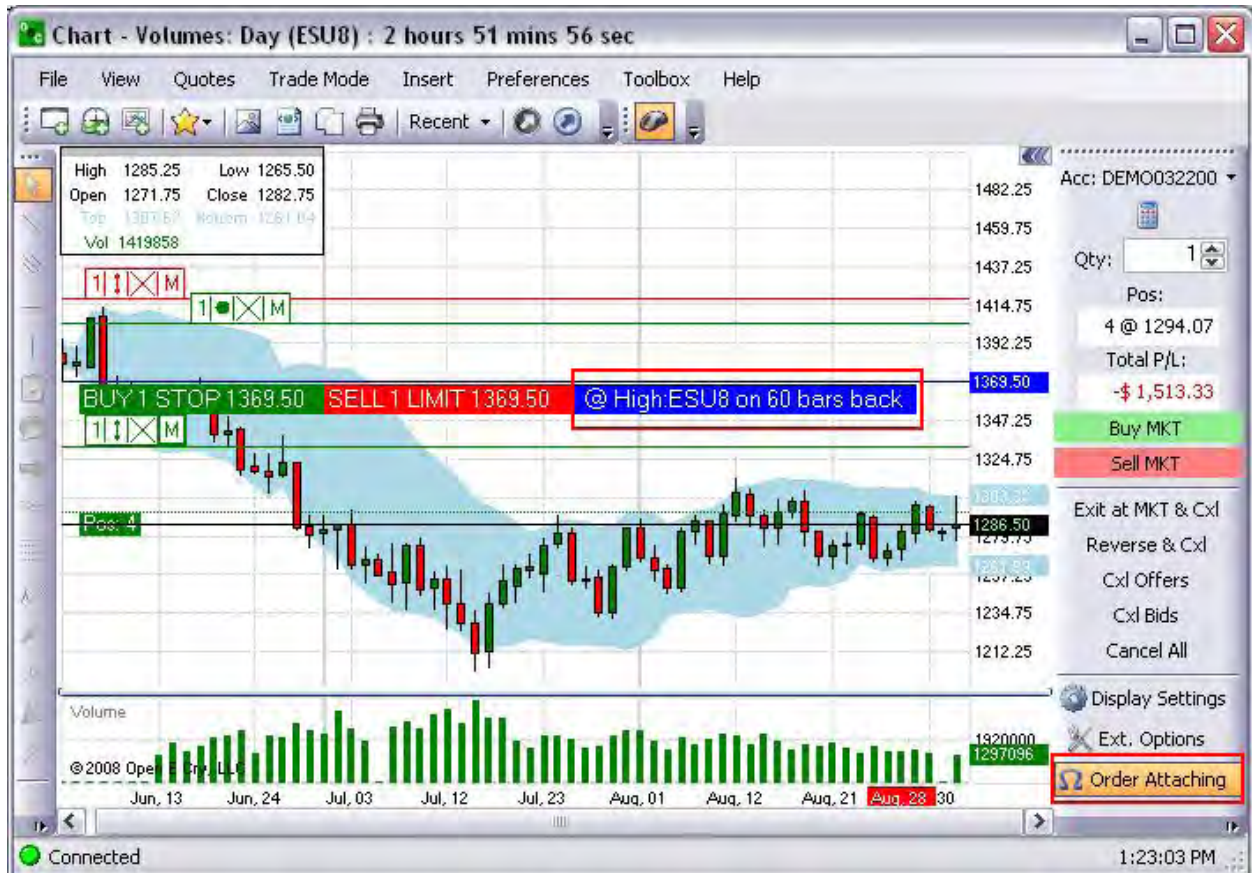 Chart - Volumes: Day (ESU8) : 2 hours 51 mins 56 sec
File View Quotes Trade Mode Insert Preferences Toolbox Help
Recent
High 1285.25 Low 1265.50
Open 1271.75 Close 1282.75
Vol 1419858
1 M
1 M
BUY 1 STOP 1369.50 SELL 1 LIMIT 1369.50 @ High:ESU8 on 60 bars back
1 M
Pos: 4
1482.25
1459.75
1437.25
1414.75
1392.25
1369.50
1347.25
1324.75
1286.50
1234.75
1212.25
Volume
1920000
1297096
©2008 Open E Cry, LLC
Jun, 13 Jun, 24 Jul, 03 Jul, 12 Jul, 23 Aug, 01 Aug, 12 Aug, 21 Aug, 28 30
Acc: DEMO032200
Qty: 1
Pos:
4 @ 1294.07
Total P/L:
-$ 1,513.33
Buy MKT
Sell MKT
Exit at MKT & Cxl
Reverse & Cxl
Cxl Offers
Cxl Bids
Cancel All
Display Settings
Ext. Options
Order Attaching
Connected 1:23:03 PM